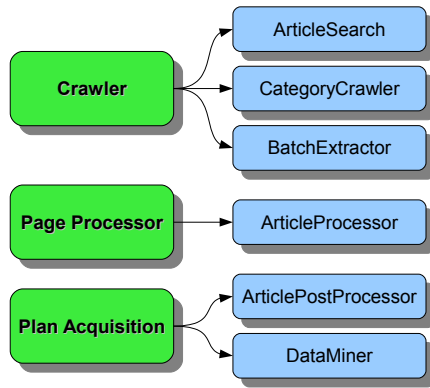 Crawler
ArticleSearch
CategoryCrawler
BatchExtractor
Page Processor
ArticleProcessor
Plan Acquisition
ArticlePostProcessor
DataMiner